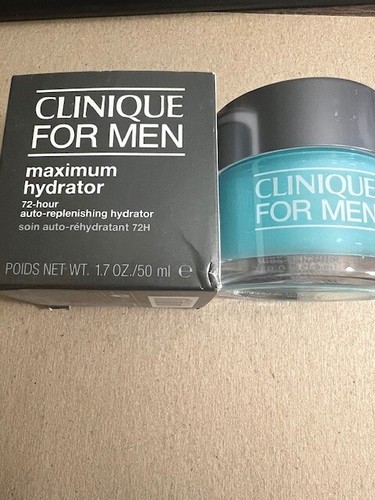 CLINIQUE
FOR MEN
maximum
hydrator
72-hour
auto-replenishing hydrator
soin auto-réhydratant 72H
POIDS NET WT. 1.7 OZ./50 ml e
CLINIQUE
FOR MEN